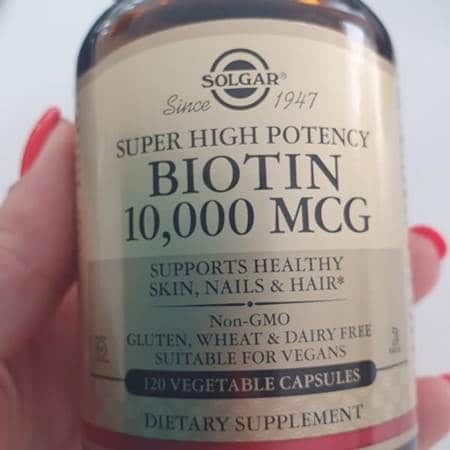 SOLGAR®
Since 1947
SUPER HIGH POTENCY
BIOTIN
10,000 MCG
SUPPORTS HEALTHY
SKIN, NAILS & HAIR*
Non-GMO
GLUTEN, WHEAT & DAIRY FREE
SUITABLE FOR VEGANS
120 VEGETABLE CAPSULES
DIETARY SUPPLEMENT